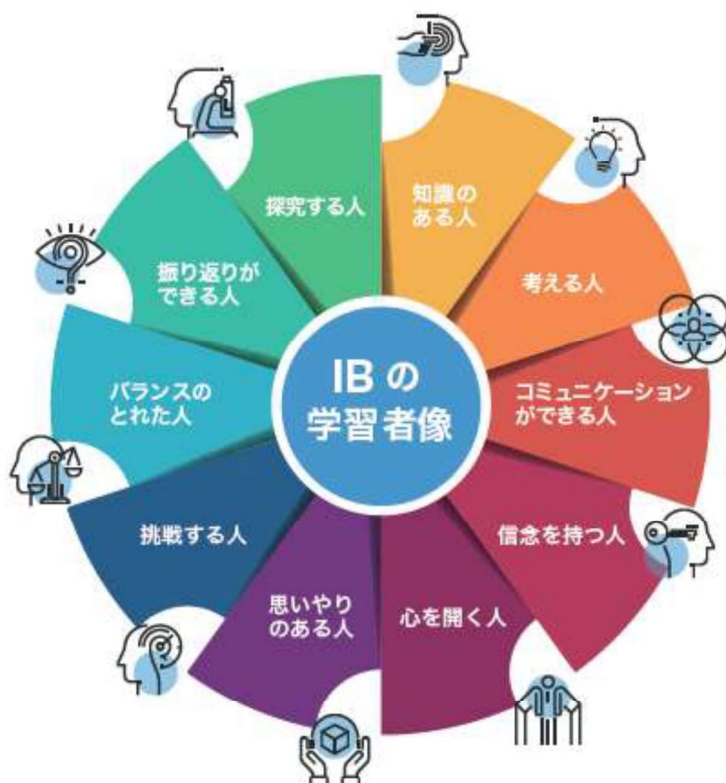 IBの
学習者像
探究する人
知識の
ある人
考える人
コミュニケーション
ができる人
信念を持つ人
心を開く人
思いやり
のある人
挑戦する人
バランスの
とれた人
振り返りが
できる人